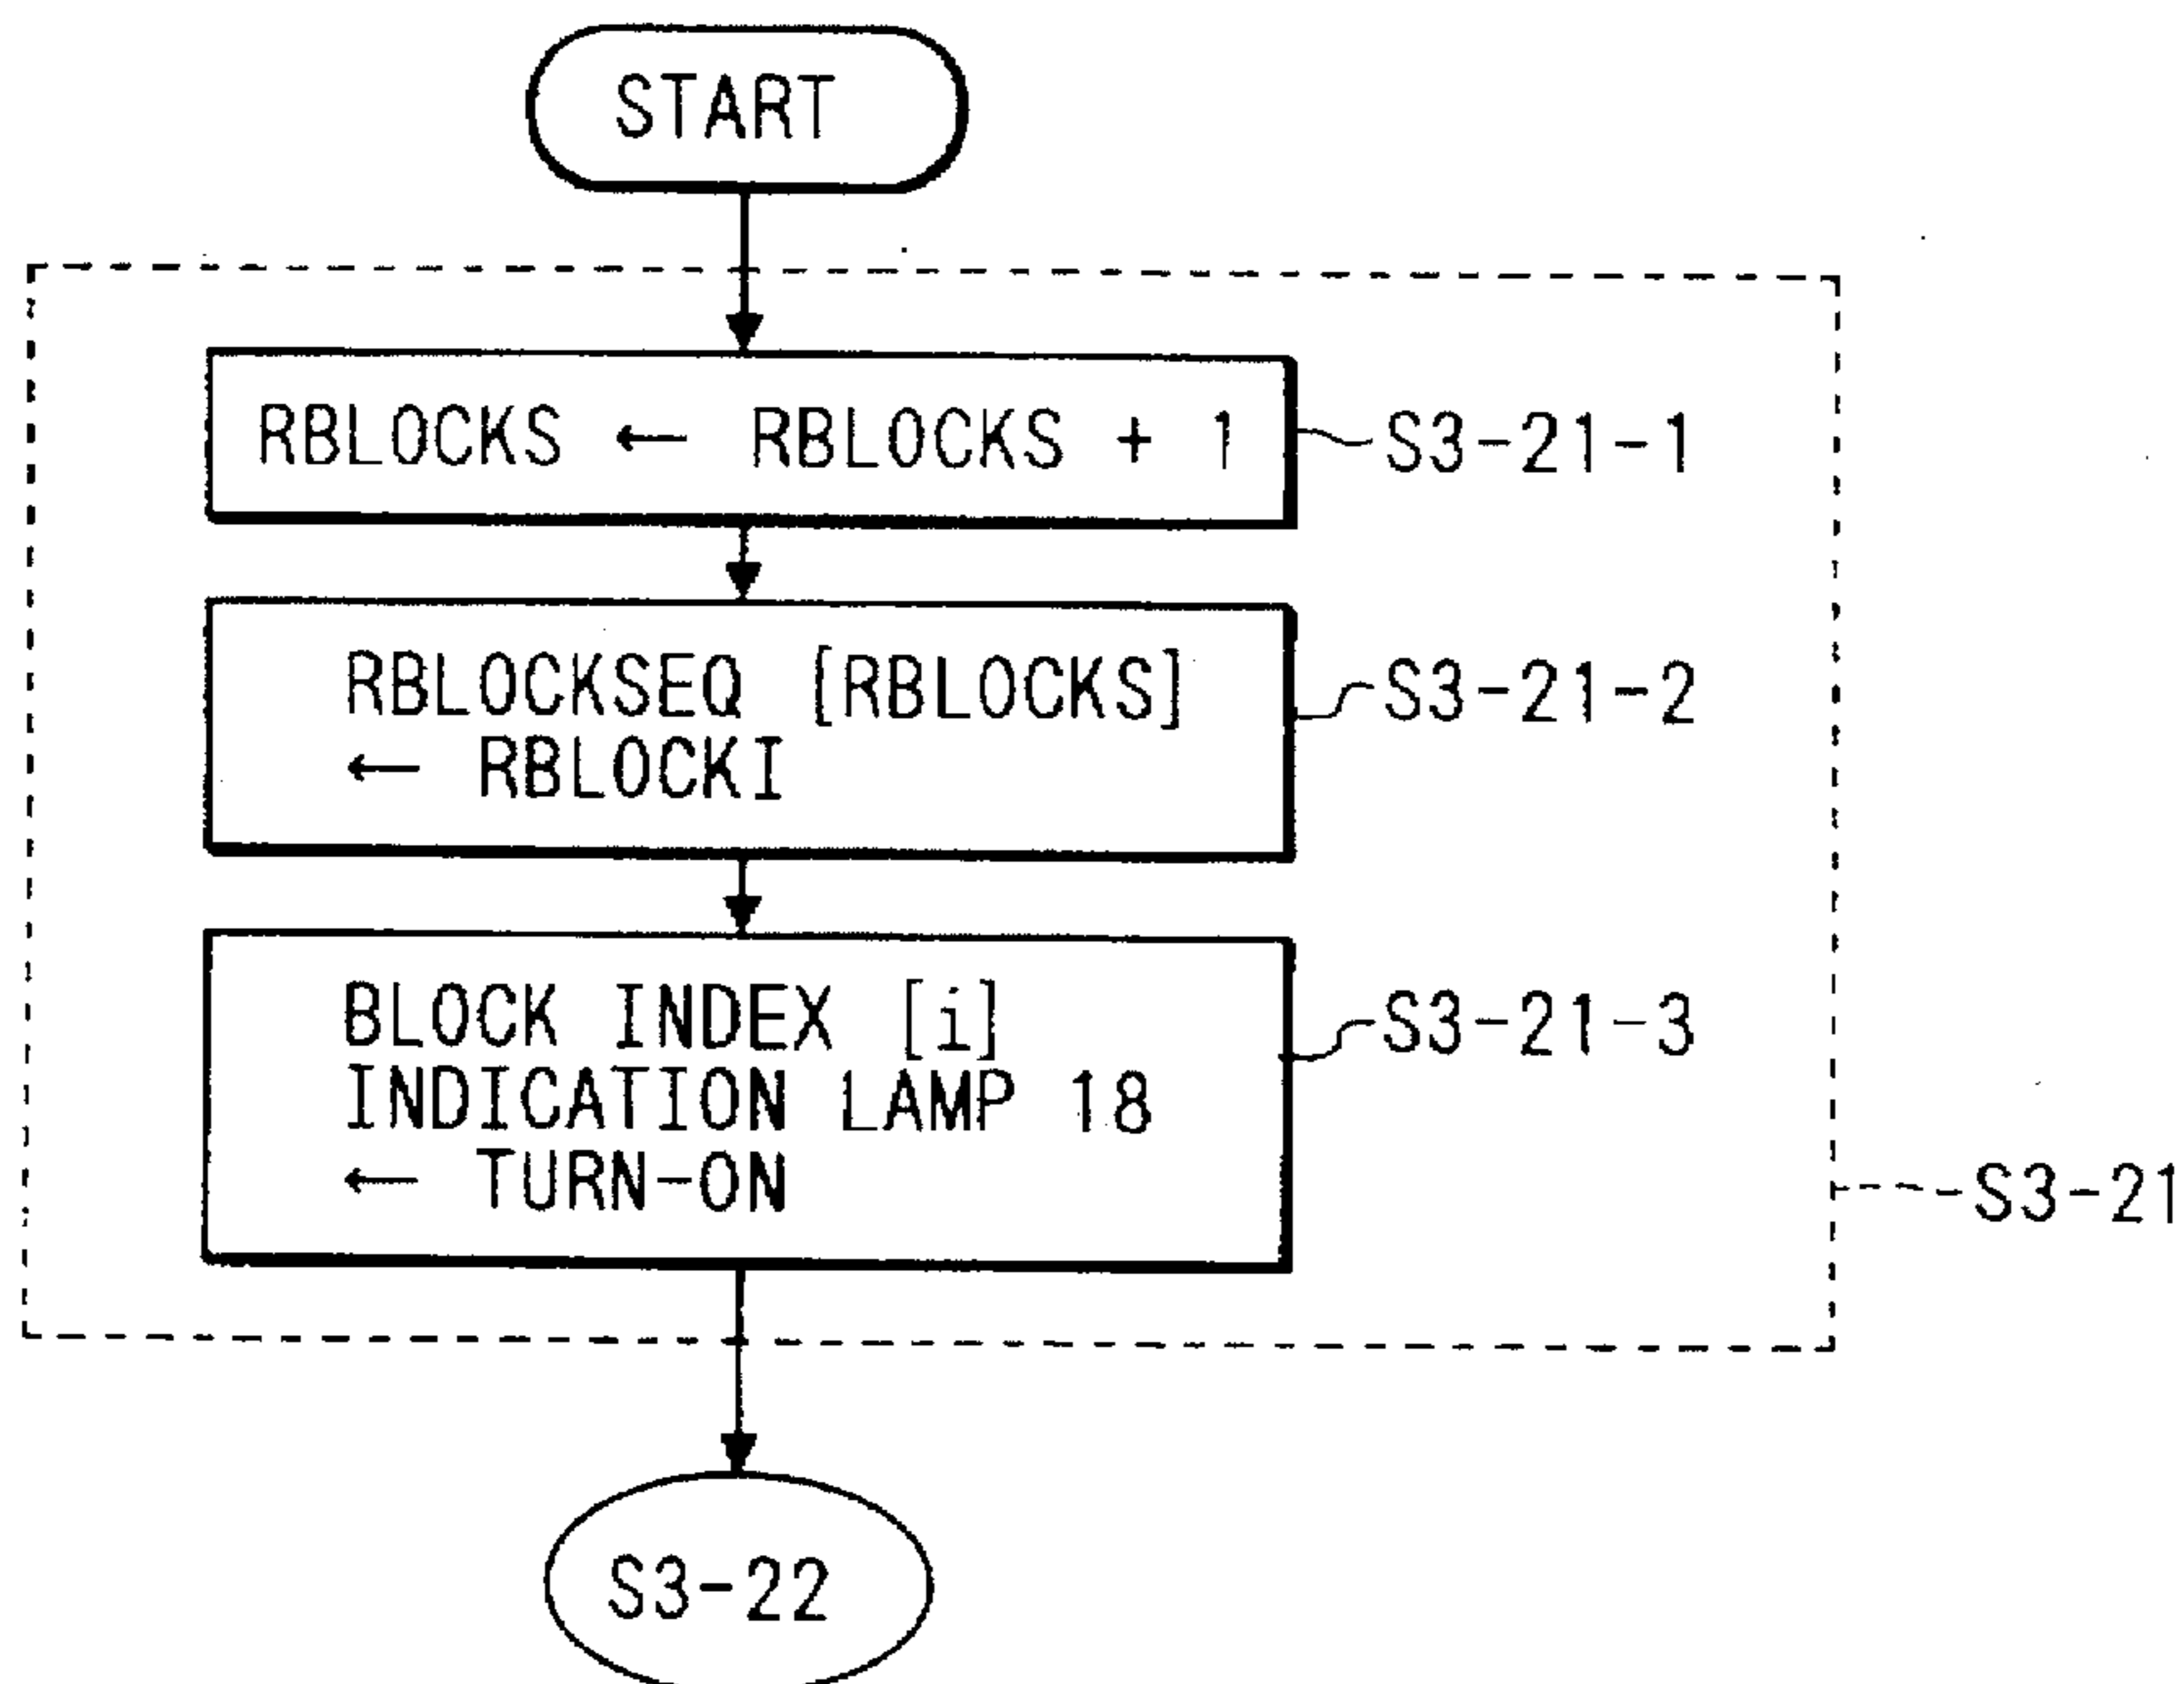 START
RBLOCKS ← RBLOCKS + 1
S3-21-1
RBLOCKSEQ [RBLOCKS]
← RBLOCKI
S3-21-2
BLOCK INDEX [i]
INDICATION LAMP 18
← TURN-ON
S3-21-3
S3-21
S3-22